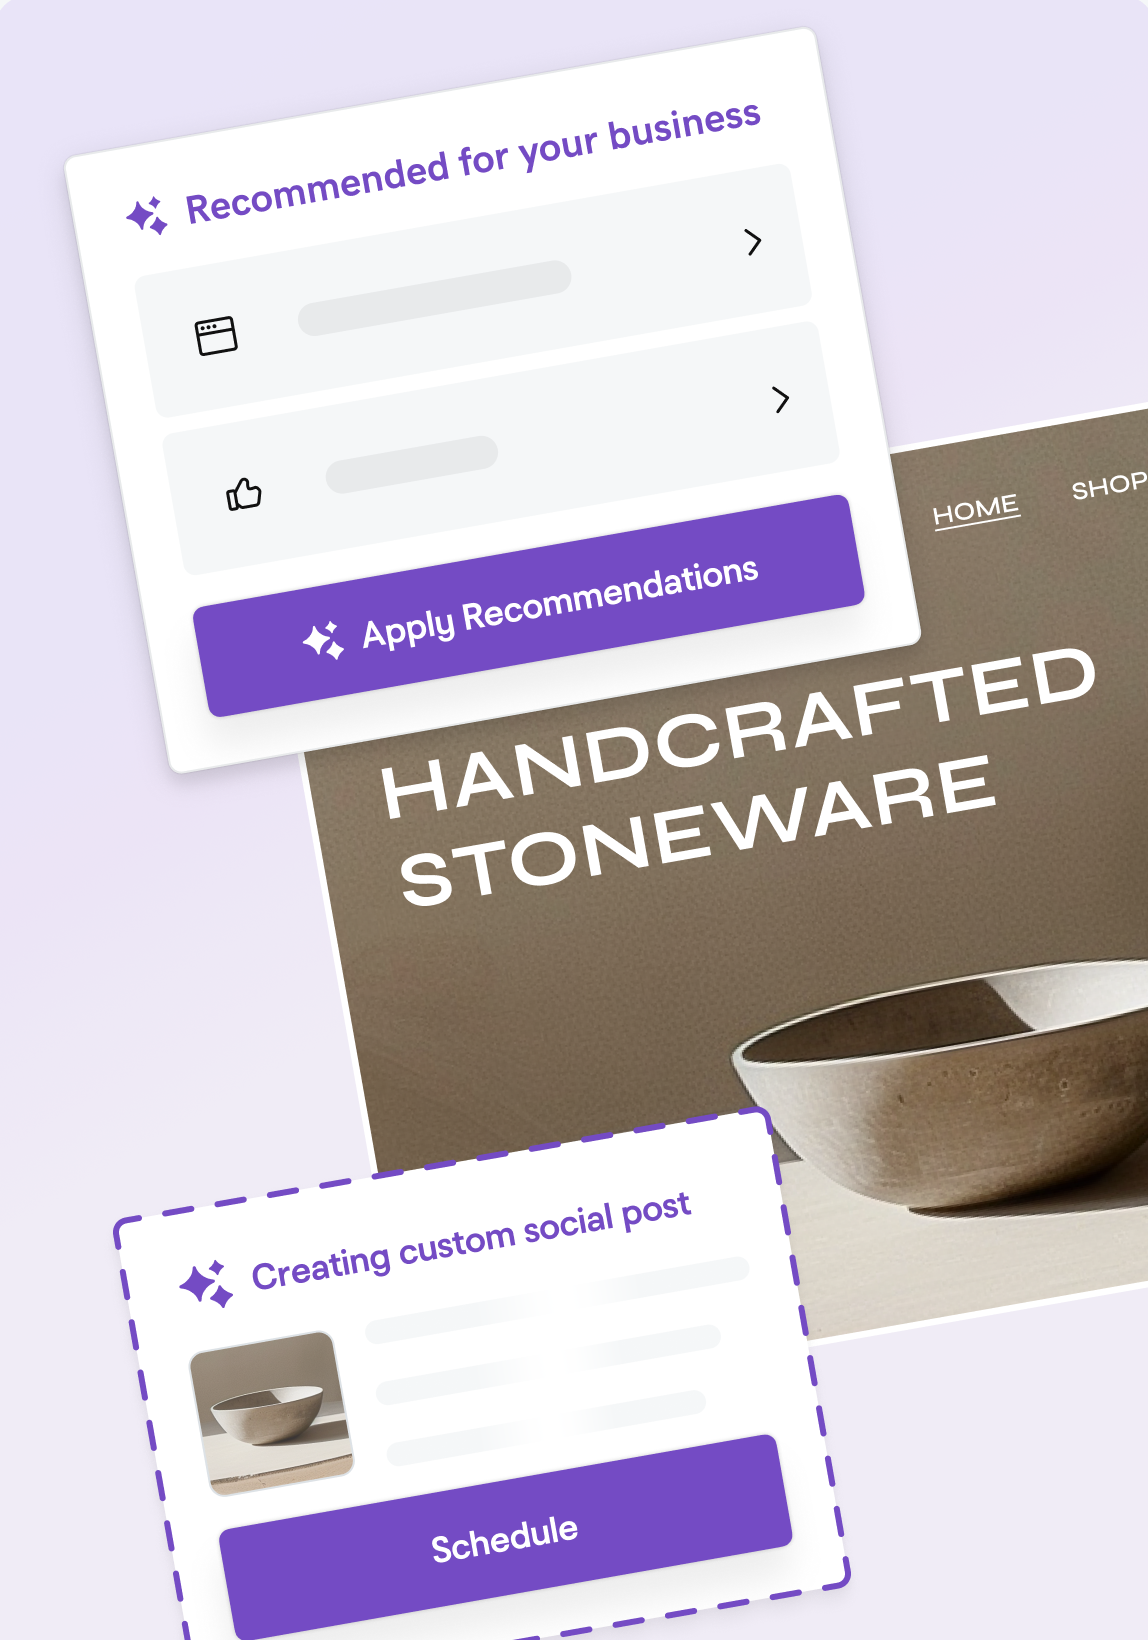 Recommended for your business
Apply Recommendations
HOME SHOP
HANDCRAFTED
STONEWARE
Creating custom social post
Schedule